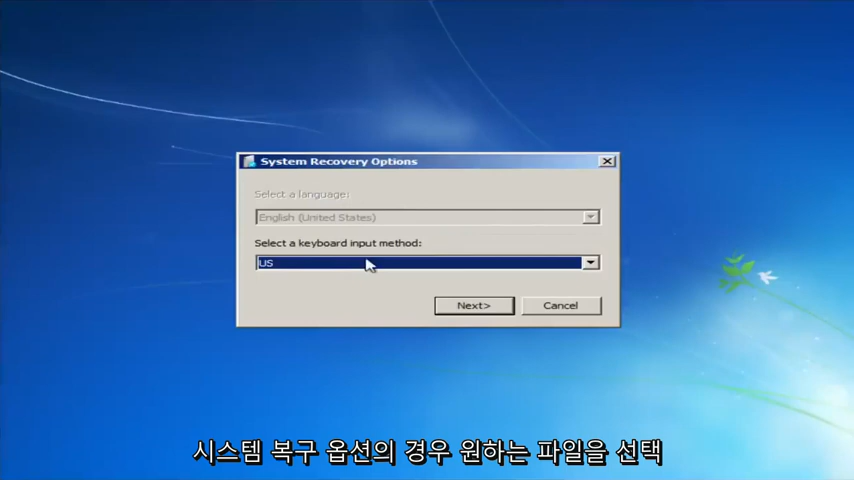 System Recovery Options
Select a language:
English (United States)
Select a keyboard input method:
US
Next>
Cancel
시스템 복구 옵션의 경우 원하는 파일을 선택